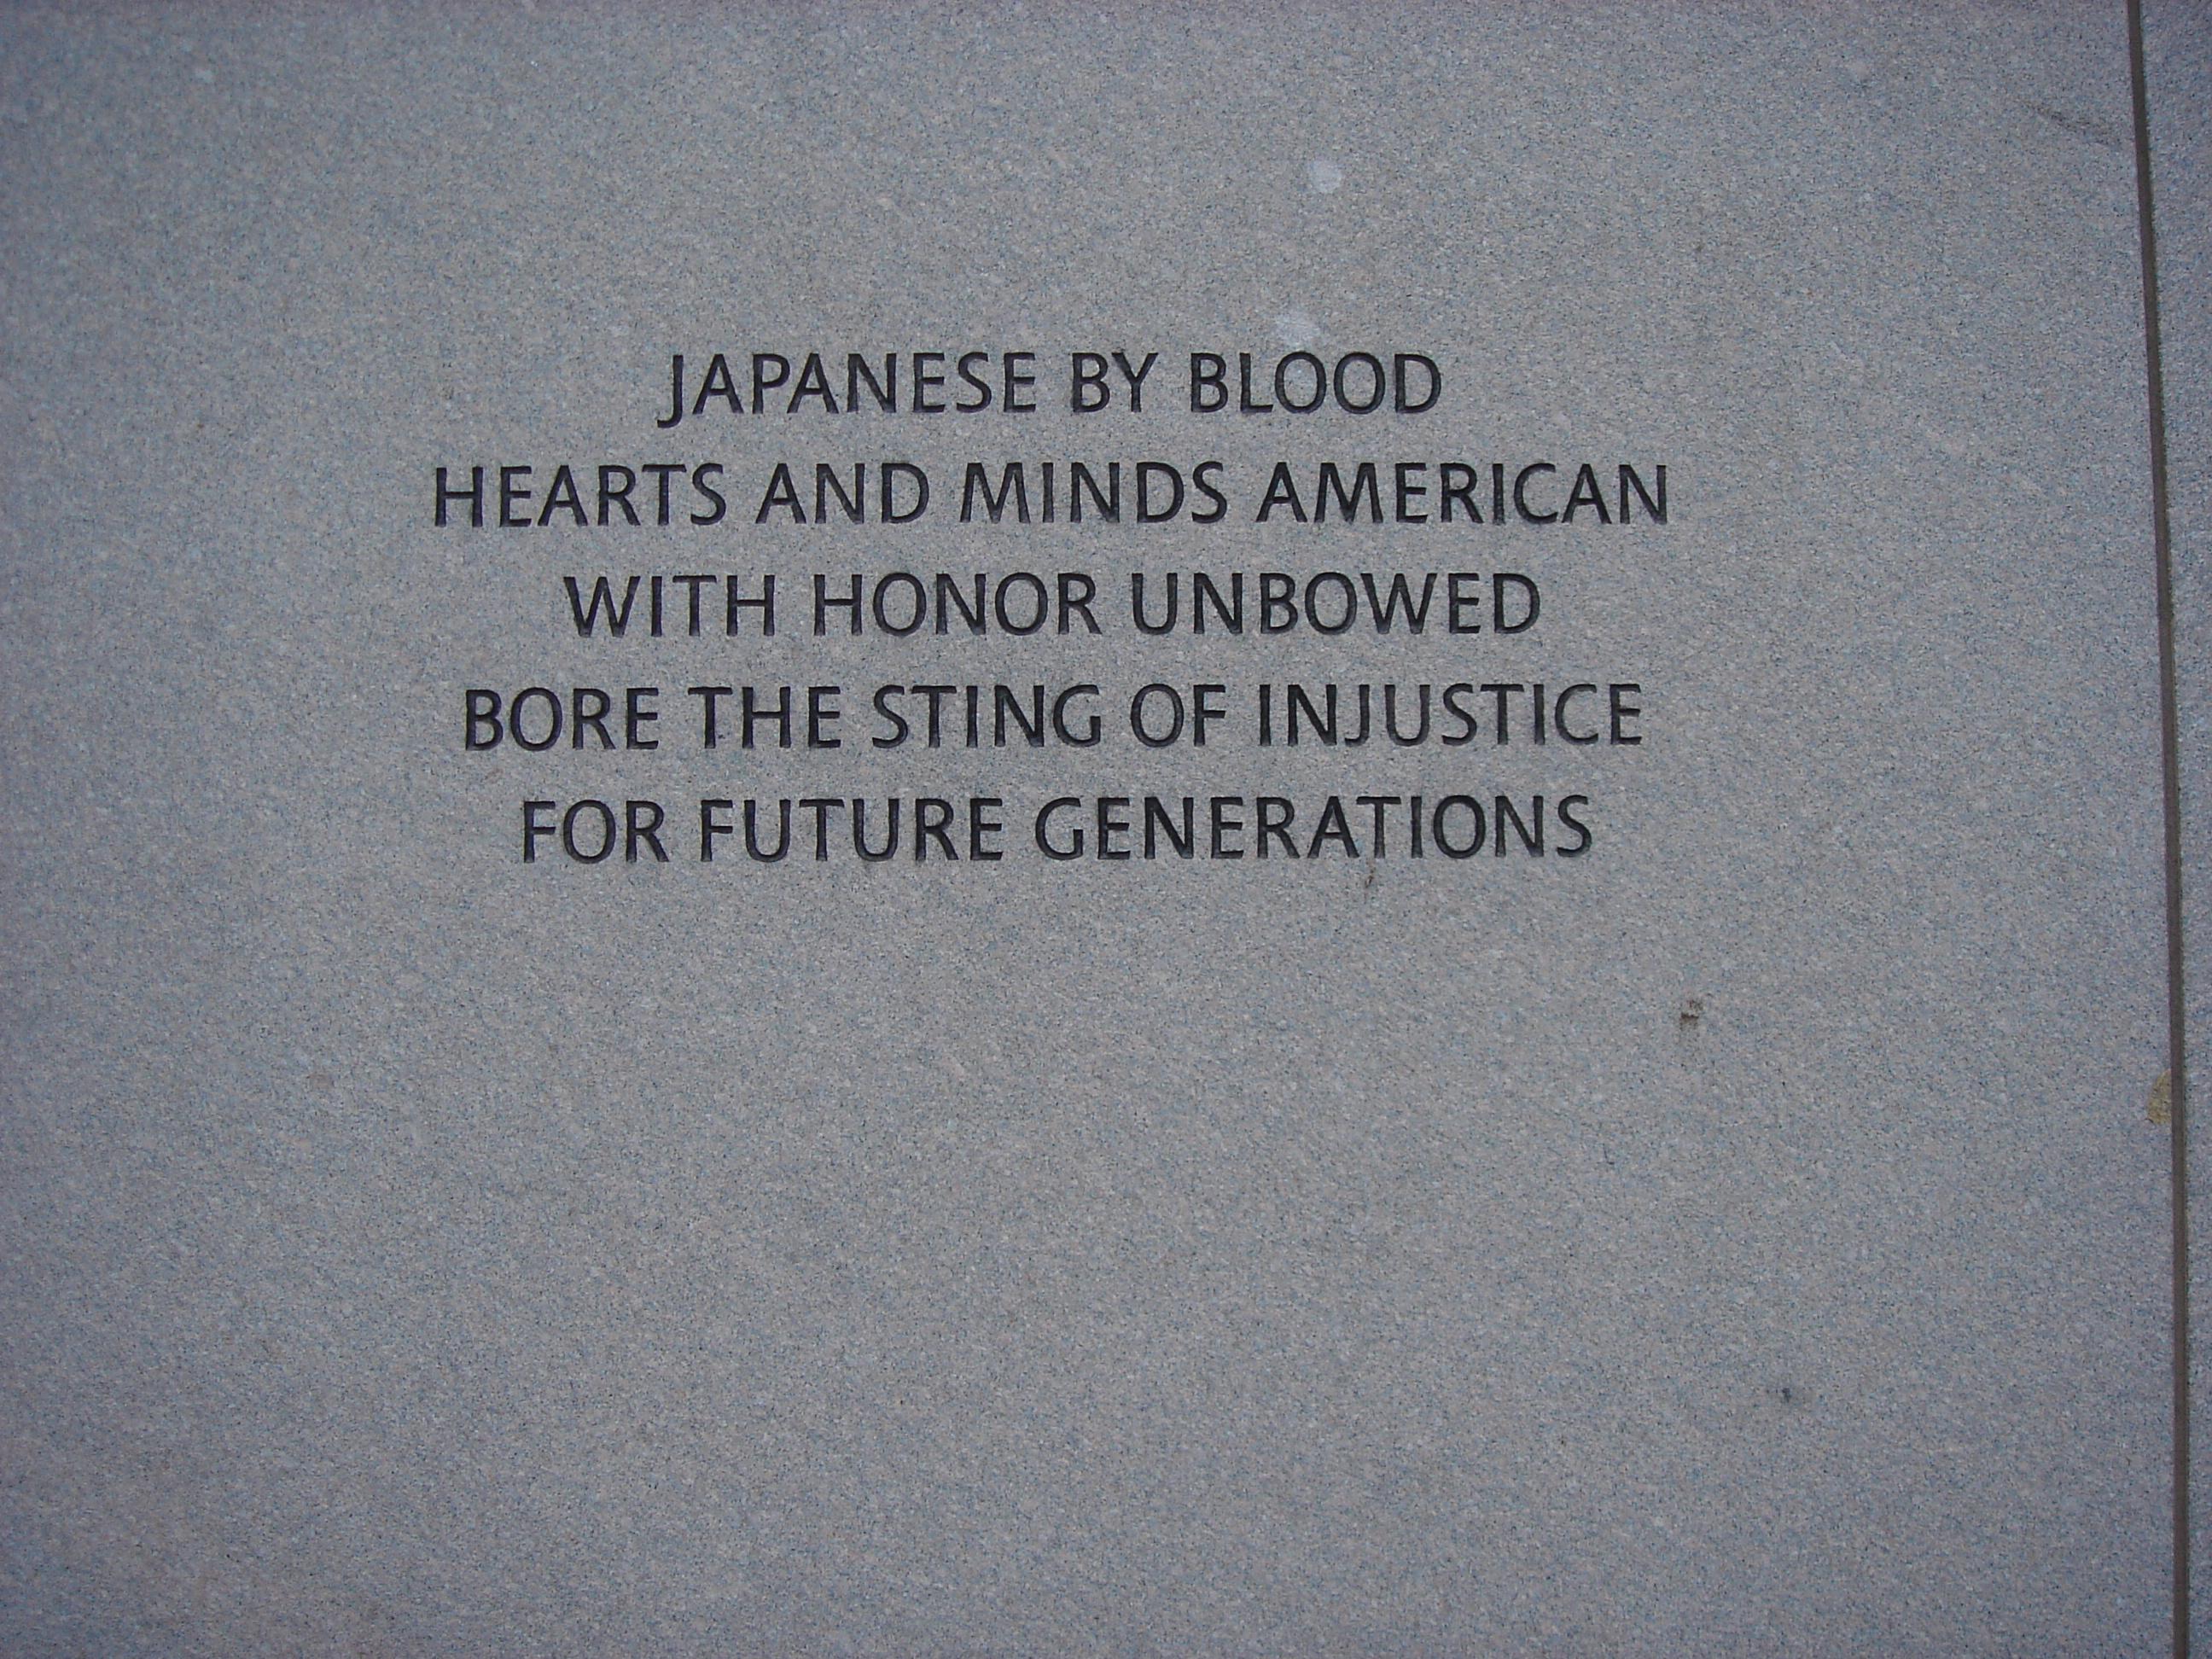 JAPANESE BY BLOOD
HEARTS AND MINDS AMERICAN
WITH HONOR UNBOWED
BORE THE STING OF INJUSTICE
FOR FUTURE GENERATIONS